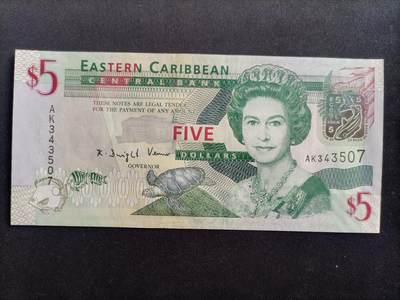 EASTERN CARIBBEAN
CENTRAL BANK
$5
THESE NOTES ARE LEGAL TENDER
FOR THE PAYMENT OF ANY AMOUNT
AK343507
FIVE
DOLLARS
GOVERNOR
5
AK343507
$5